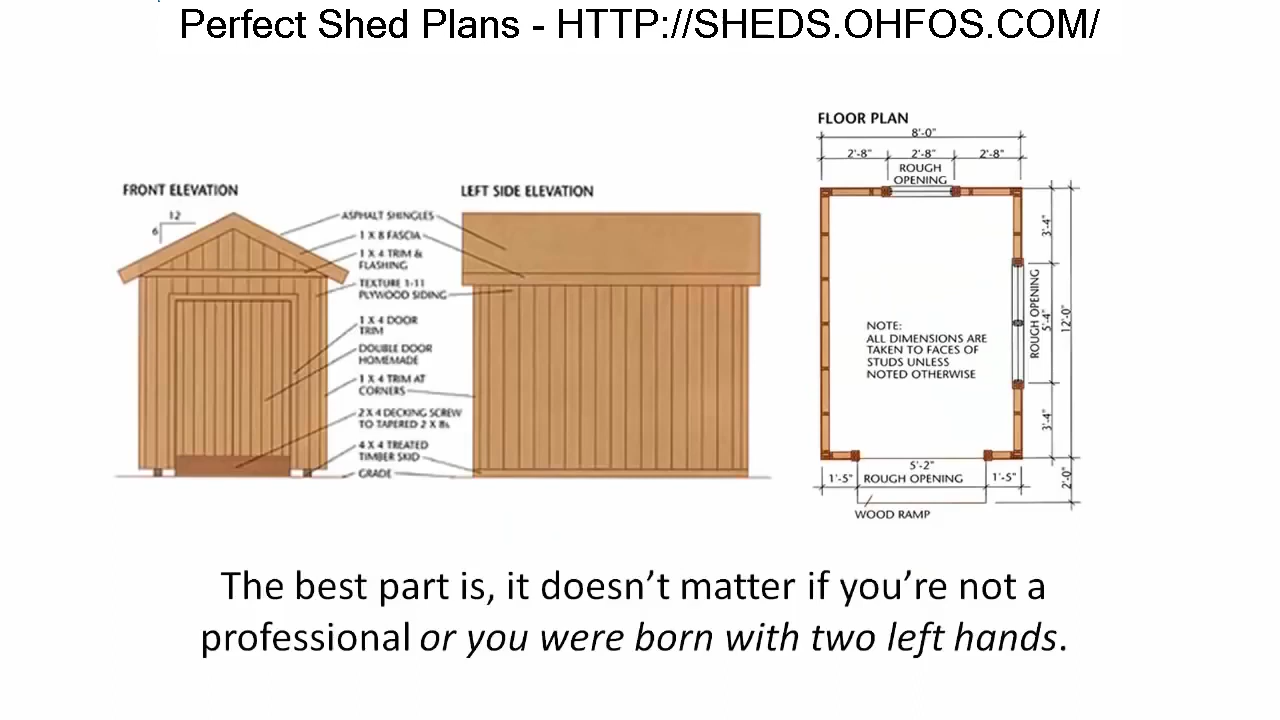 Perfect Shed Plans - HTTP://SHEDS.OHFOS.COM/
FRONT ELEVATION
12
6
LEFT SIDE ELEVATION
ASPHALT SHINGLES
1 X 8 FASCIA
1 X 4 TRIM &
FLASHING
TEXTURE 1-11
PLYWOOD SIDING
1 X 4 DOOR
TRIM
DOUBLE DOOR
HOMEMADE
1 X 4 TRIM AT
CORNERS
2 X 4 DECKING SCREW
TO TAPERED 2 X 8s
4 X 4 TREATED
TIMBER SKID
GRADE
FLOOR PLAN
8'-0"
2'-8" 2'-8" 2'-8"
ROUGH
OPENING
3'-4"
ROUGH OPENING
5'-4"
12'-0"
3'-4"
NOTE:
ALL DIMENSIONS ARE
TAKEN TO FACES OF
STUDS UNLESS
NOTED OTHERWISE
5'-2"
1'-5" ROUGH OPENING 1'-5"
2'-0"
WOOD RAMP
The best part is, it doesn't matter if you're not a
professional or you were born with two left hands.